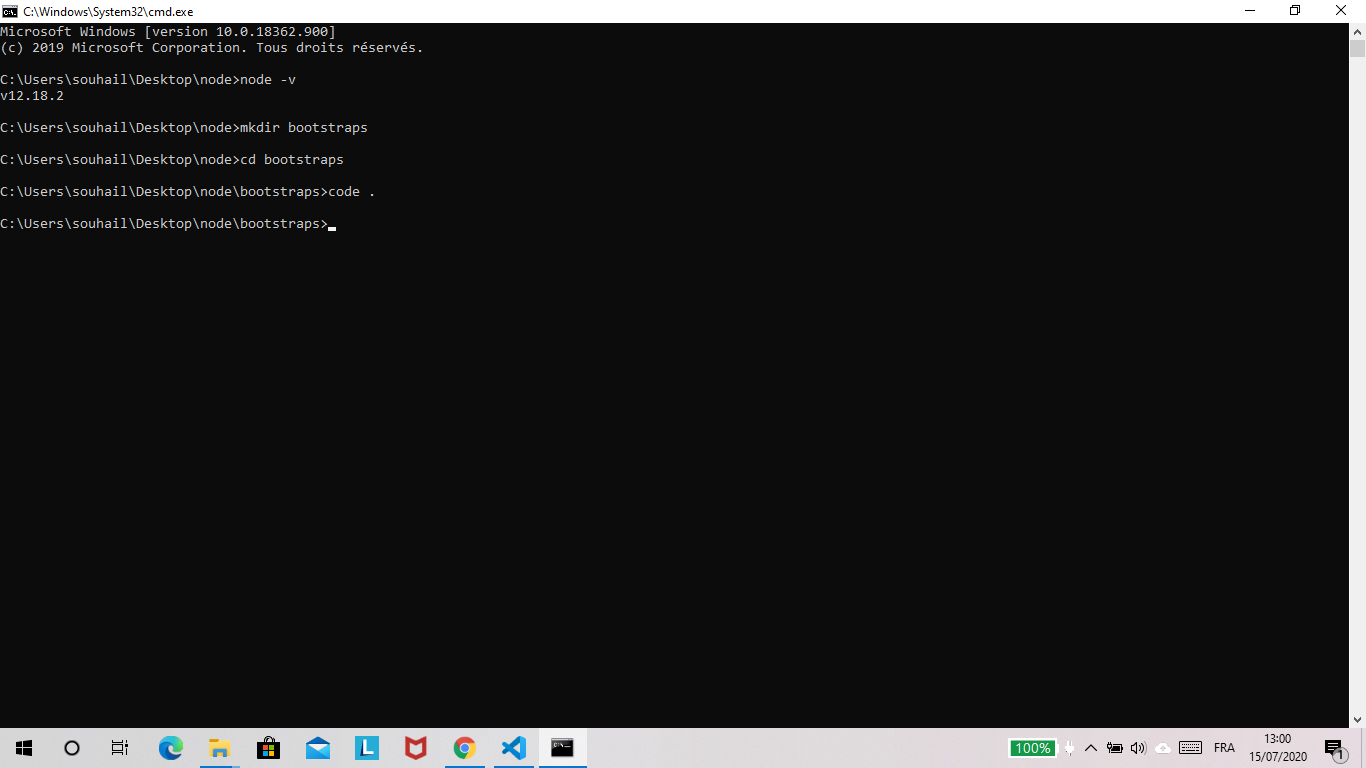 C:\Windows\System32\cmd.exe
Microsoft Windows [version 10.0.18362.900]
(c) 2019 Microsoft Corporation. Tous droits réservés.
C:\Users\souhail\Desktop\node>node -v
v12.18.2
C:\Users\souhail\Desktop\node>mkdir bootstraps
C:\Users\souhail\Desktop\node>cd bootstraps
C:\Users\souhail\Desktop\node\bootstraps>code .
C:\Users\souhail\Desktop\node\bootstraps>
L
100%
FRA
13:00
15/07/2020
1